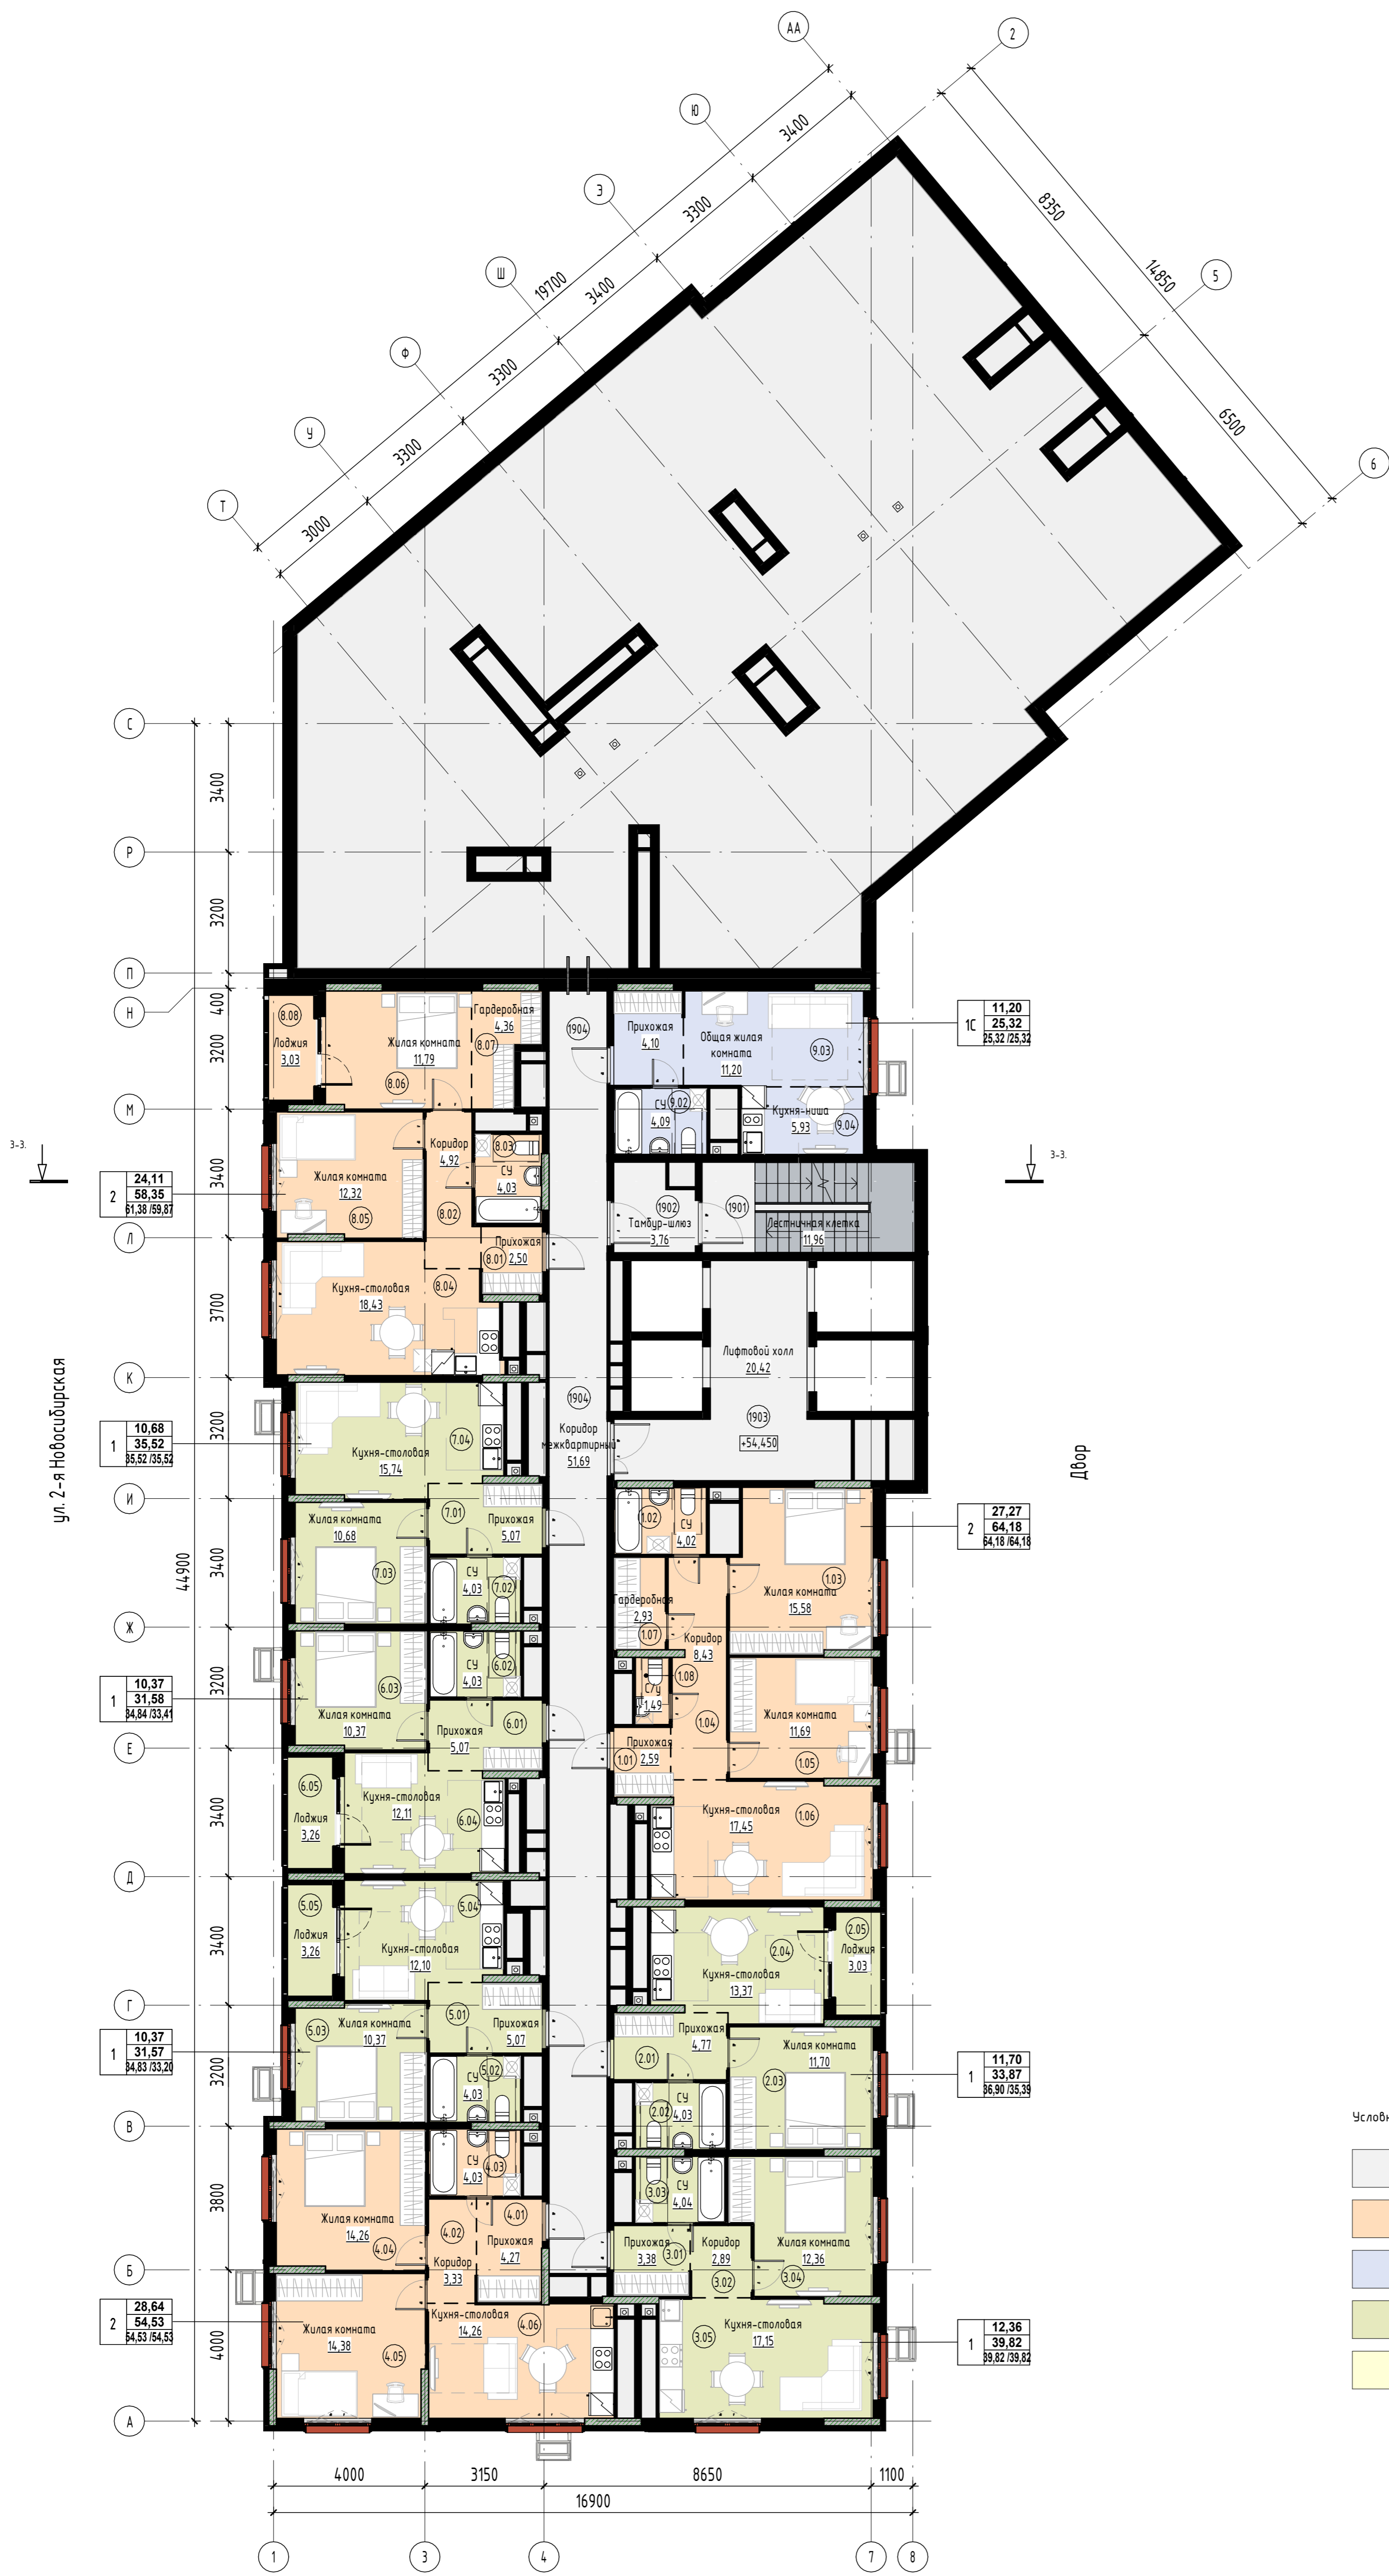 АА
2
Ю
3400
Э
3300
8350
Ш
19700
3400
14850
5
Ф
3300
У
3300
6500
Т
3000
6
С
3400
Р
3200
П
Н
400
3200
М
3-3.
3400
Л
3700
К
3200
И
3400
44900
Ж
3200
Е
3400
Д
3400
Г
3200
В
3800
Б
4000
А
ул. 2-я Новосибирская
Двор
3-3.
8.08
Лоджия
3,03
Жилая комната
11,79
8.06
Гардеробная
4,36
8.07
1904
Прихожая
4,10
Общая жилая
комната
11,20
9.03
СУ
9.02
4,09
Кухня-ниша
5,93
9.04
1С
11,20
25,32
25,32 /25,32
Жилая комната
12,32
8.05
Коридор
4,92
8.02
8.03
СУ
4,03
Прихожая
8.01
2,50
Кухня-столовая
18,43
8.04
2
24,11
58,35
61,38 /59,87
1902
Тамбур-шлюз
3,76
1901
Лестничная клетка
11,96
Лифтовой холл
20,42
1903
+54,450
1904
Коридор
межквартирный
51,69
1
10,68
35,52
35,52 /35,52
7.04
Кухня-столовая
15,74
7.01
Прихожая
5,07
Жилая комната
10,68
7.03
СУ
4,03
7.02
1.02
СУ
4,02
1.03
Жилая комната
15,58
2
27,27
64,18
64,18 /64,18
Гардеробная
2,93
1.07
Коридор
8,43
1.08
С/у
1,49
1.04
Жилая комната
11,69
1.05
Прихожая
1.01
2,59
Кухня-столовая
17,45
1.06
1
10,37
31,58
34,84 /33,41
6.03
Жилая комната
10,37
СУ
4,03
6.02
6.01
Прихожая
5,07
6.05
Лоджия
3,26
Кухня-столовая
12,11
6.04
5.05
Лоджия
3,26
5.04
Кухня-столовая
12,10
5.01
Прихожая
5,07
5.03
Жилая комната
10,37
5.02
СУ
4,03
1
10,37
31,57
34,83 /33,20
2.04
Кухня-столовая
13,37
2.05
Лоджия
3,03
Прихожая
4,77
2.01
Жилая комната
11,70
2.03
2.02
СУ
4,03
1
11,70
33,87
36,90 /35,39
СУ
4,03
4.03
Жилая комната
14,26
4.04
4.02
4.01
Прихожая
4,27
Коридор
3,33
Кухня-столовая
14,26
4.06
Жилая комната
14,38
4.05
2
28,64
54,53
54,53 /54,53
3.03
СУ
4,04
Прихожая
3.01
3,38
Коридор
2,89
3.02
Жилая комната
12,36
3.04
3.05
Кухня-столовая
17,15
1
12,36
39,82
39,82 /39,82
4000
3150
8650
1100
16900
1
3
4
7
8